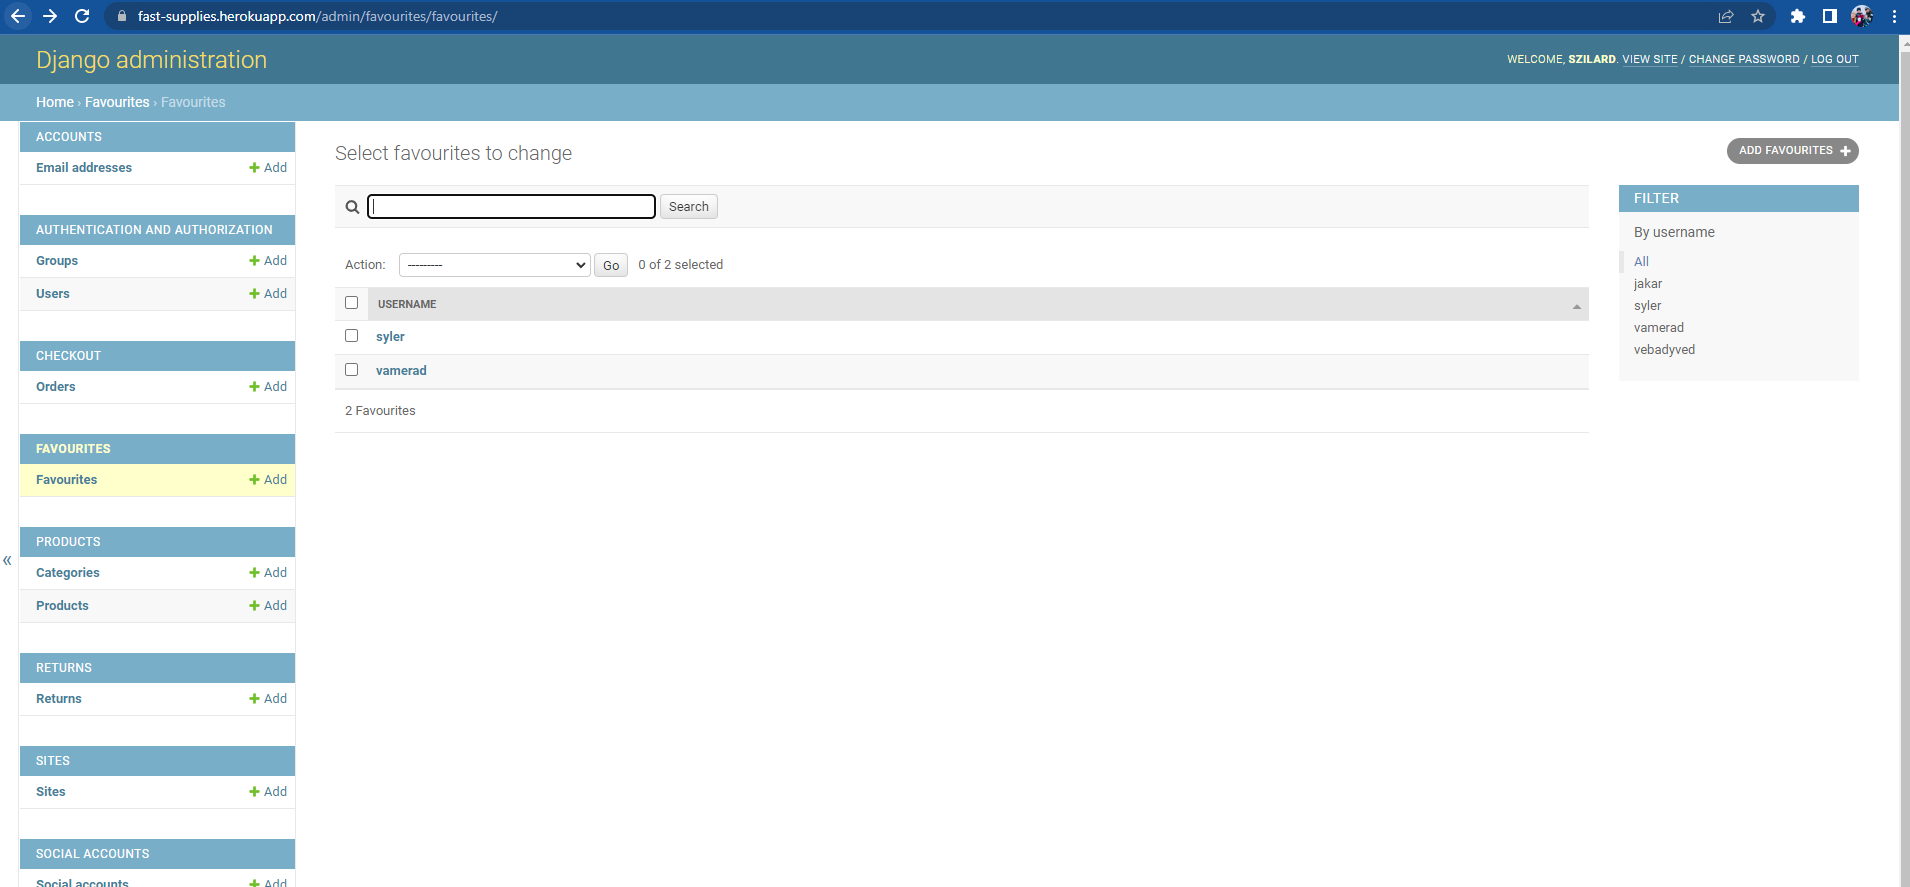 fast-supplies.herokuapp.com/admin/favourites/favourites/
Django administration
WELCOME, SZILARD. VIEW SITE / CHANGE PASSWORD / LOG OUT
Home › Favourites › Favourites
ACCOUNTS
Email addresses
Add
AUTHENTICATION AND AUTHORIZATION
Groups
Add
Users
Add
CHECKOUT
Orders
Add
FAVOURITES
Favourites
Add
«
PRODUCTS
Categories
Add
Products
Add
RETURNS
Returns
Add
SITES
Sites
Add
SOCIAL ACCOUNTS
Social accounts
Add
Select favourites to change
ADD FAVOURITES +
Search
Action:
---------
Go
0 of 2 selected
USERNAME
syler
vamerad
2 Favourites
FILTER
By username
All
jakar
syler
vamerad
vebadyved